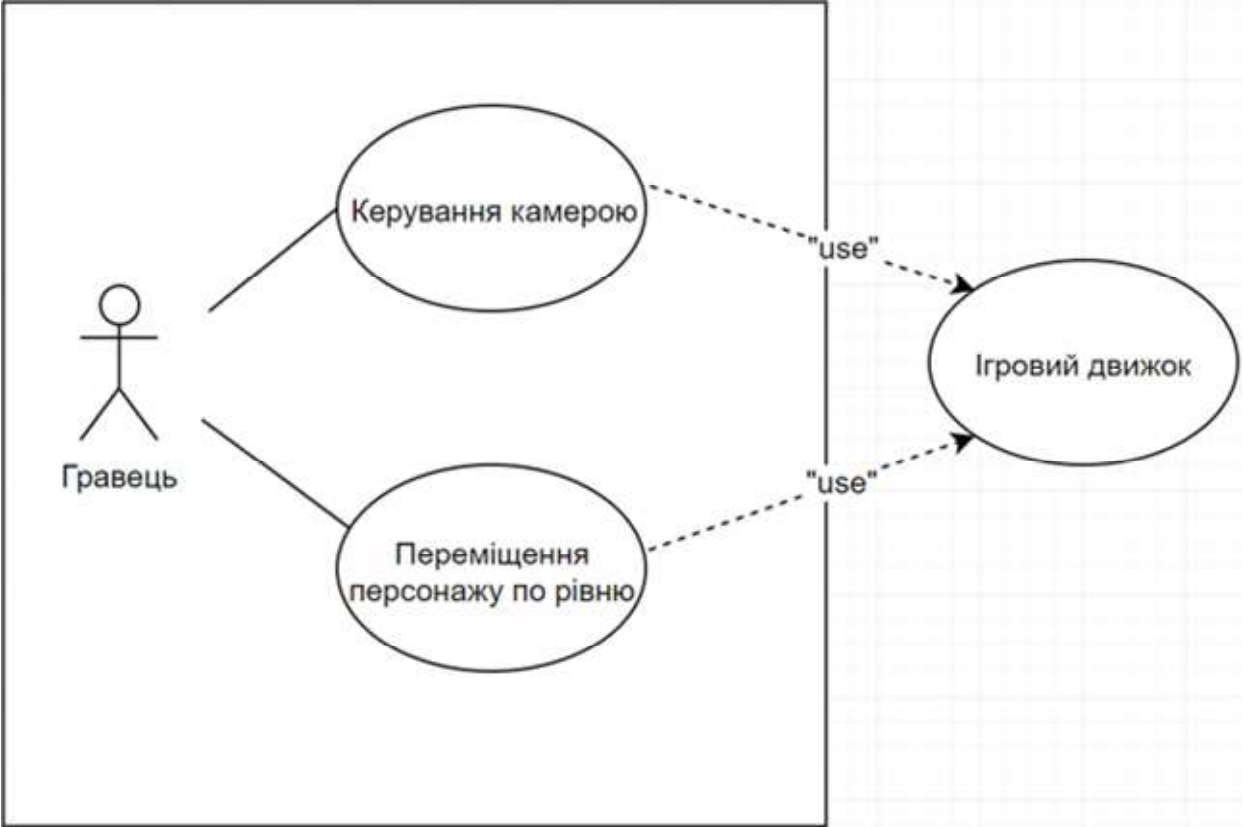 Керування камерою
"use"
Ігровий движок
Гравець
"use"
Переміщення
персонажу по рівню